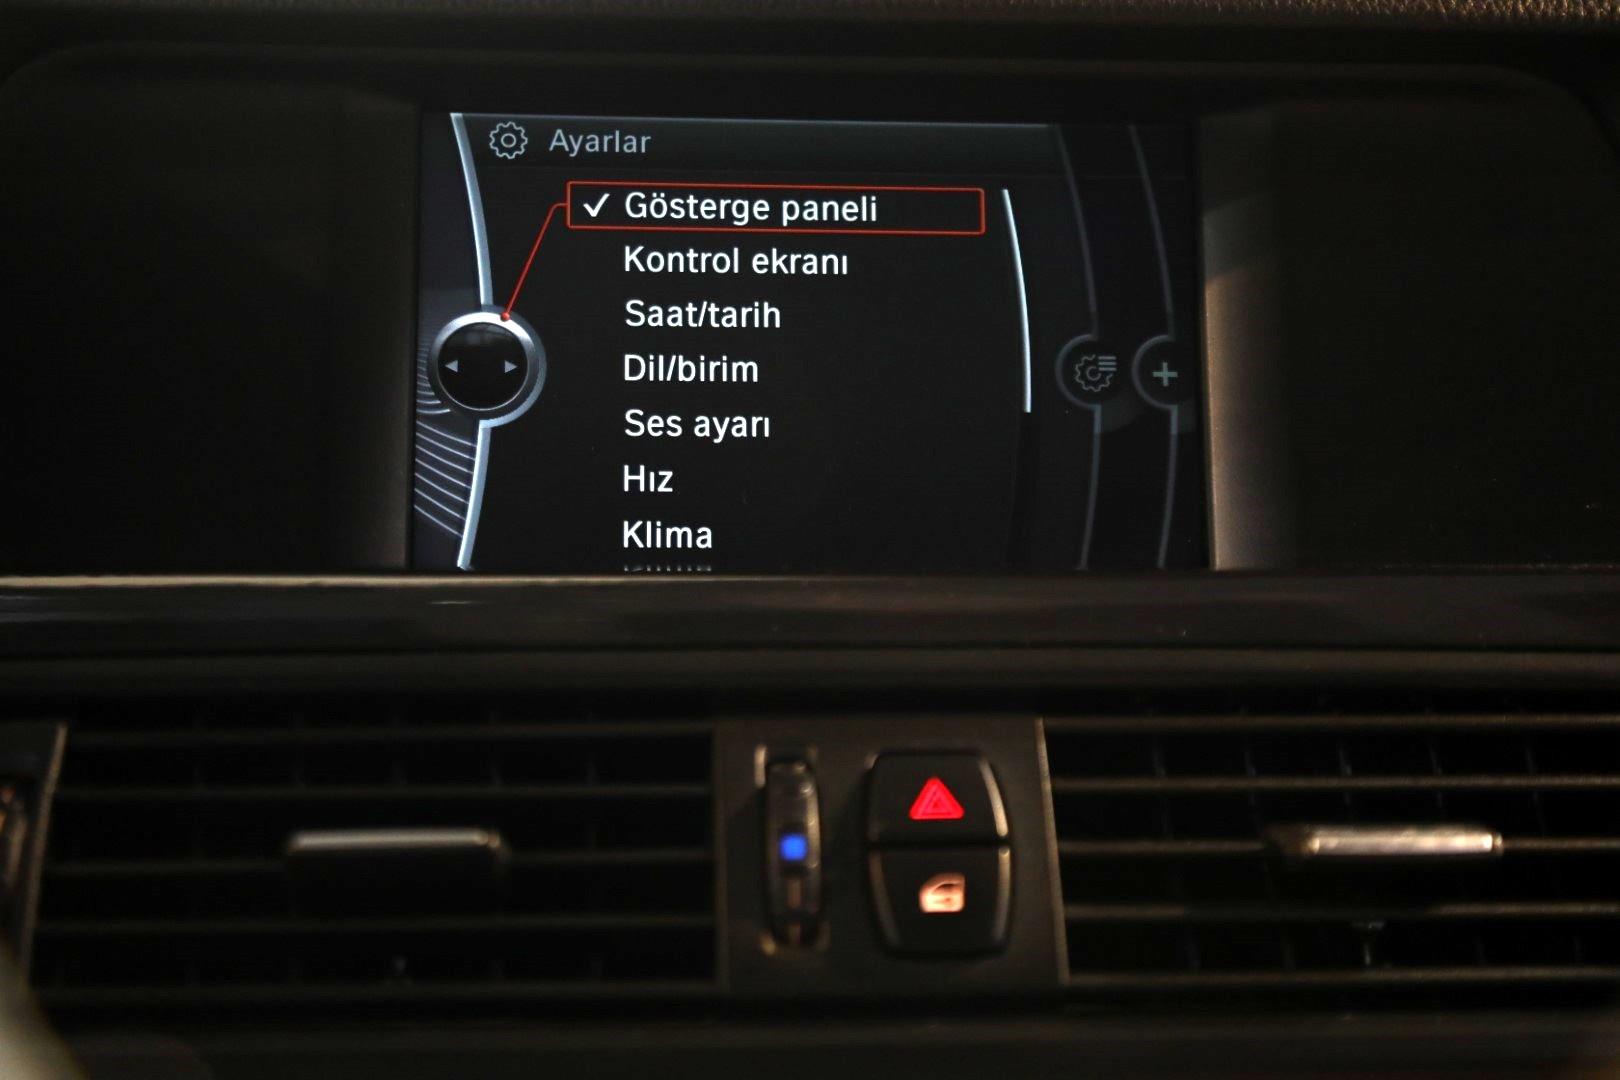 Ayarlar
Gösterge paneli
Kontrol ekranı
Saat/tarih
Dil/birim
Ses ayarı
Hız
Klima